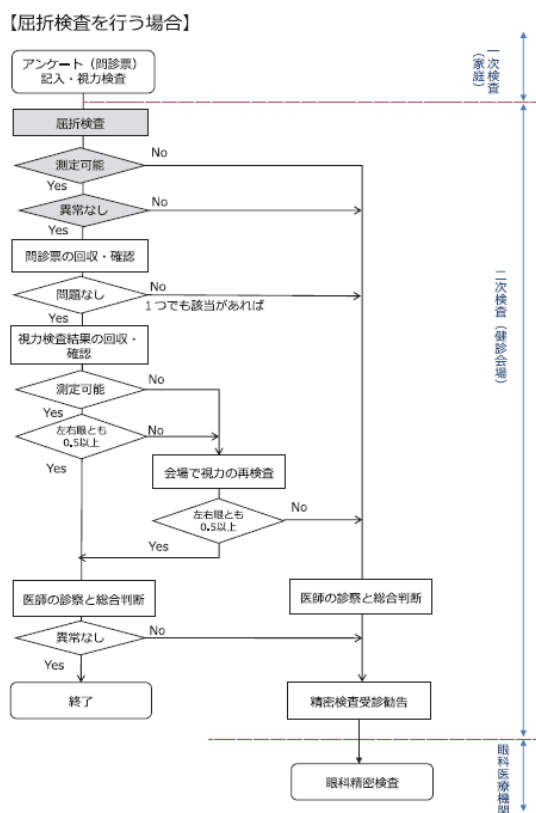 【屈折検査を行う場合】
アンケート（問診票）
記入・視力検査
一次検査
（家庭）
屈折検査
No
測定可能
Yes
異常なし
No
Yes
問診票の回収・確認
No
問題なし
1つでも該当があれば
Yes
視力検査結果の回収・
確認
No
測定可能
Yes
左右眼とも
0.5以上
No
Yes
会場で視力の再検査
左右眼とも
0.5以上
No
Yes
二次検査（健診会場）
医師の診察と総合判断
医師の診察と総合判断
No
異常なし
Yes
終了
精密検査受診勧告
眼科精密検査
眼科医療機関